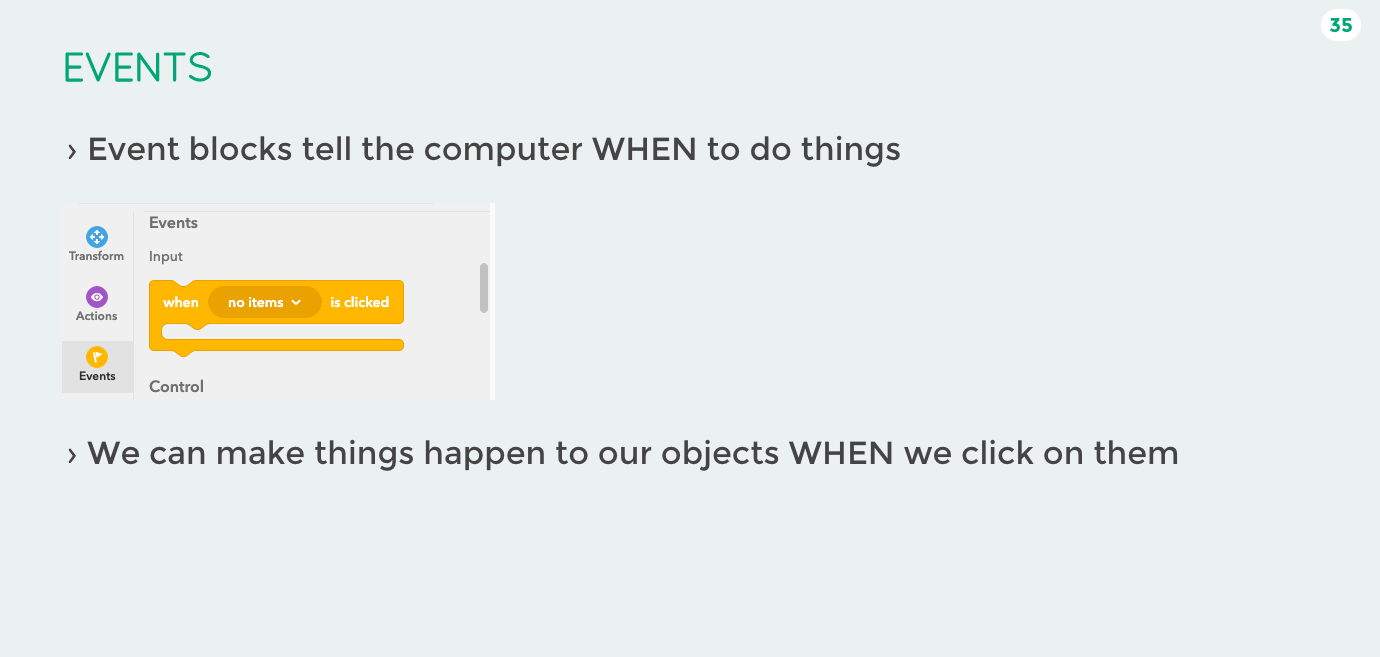 35
EVENTS
› Event blocks tell the computer WHEN to do things
Events
Transform
Input
when no items is clicked
Actions
Events
Control
› We can make things happen to our objects WHEN we click on them